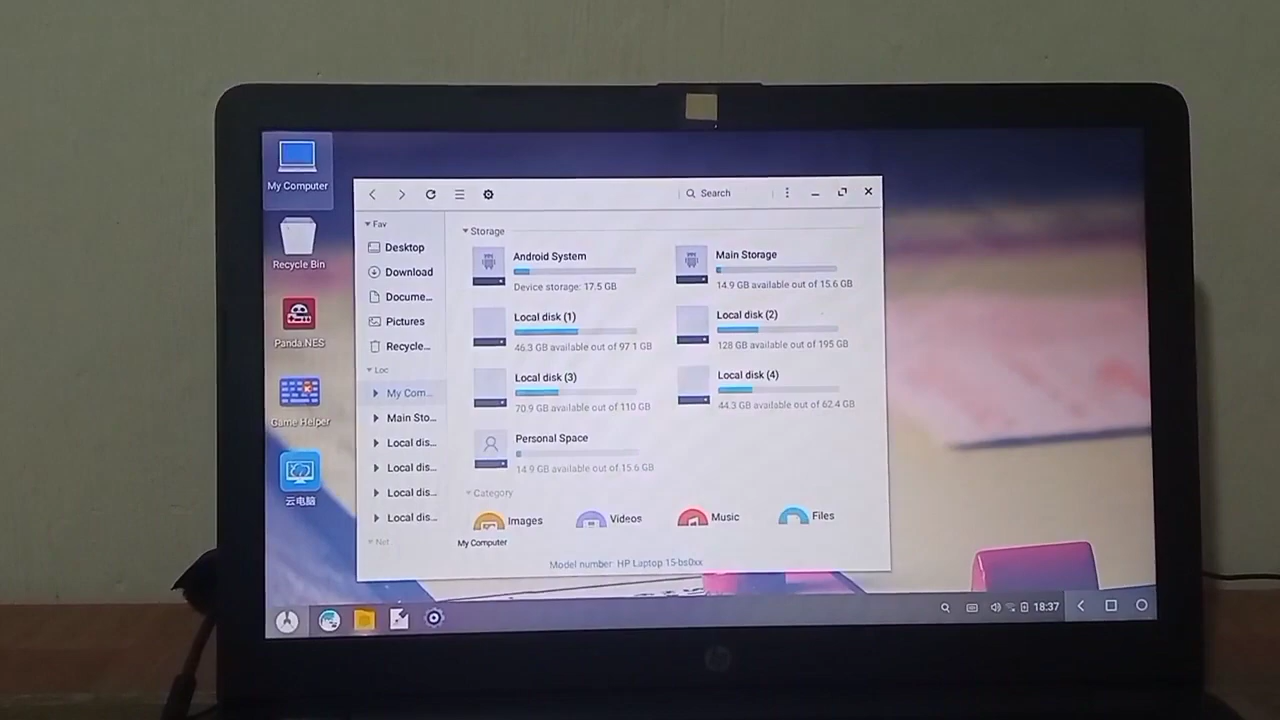 My Computer
Recycle Bin
Panda.NES
Game Helper
云电脑
Search
Fav
Desktop
Download
Docume...
Pictures
Recycle...
Loc
My Com...
Main Sto...
Local dis...
Local dis...
Local dis...
Local dis...
Net
Storage
Android System
Device storage: 17.5 GB
Main Storage
14.9 GB available out of 15.6 GB
Local disk (1)
46.3 GB available out of 97.1 GB
Local disk (2)
128 GB available out of 195 GB
Local disk (3)
70.9 GB available out of 110 GB
Local disk (4)
44.3 GB available out of 62.4 GB
Personal Space
14.9 GB available out of 15.6 GB
Category
Images
Videos
Music
Files
My Computer
Model number: HP Laptop 15-bs0xx
18:37
hp